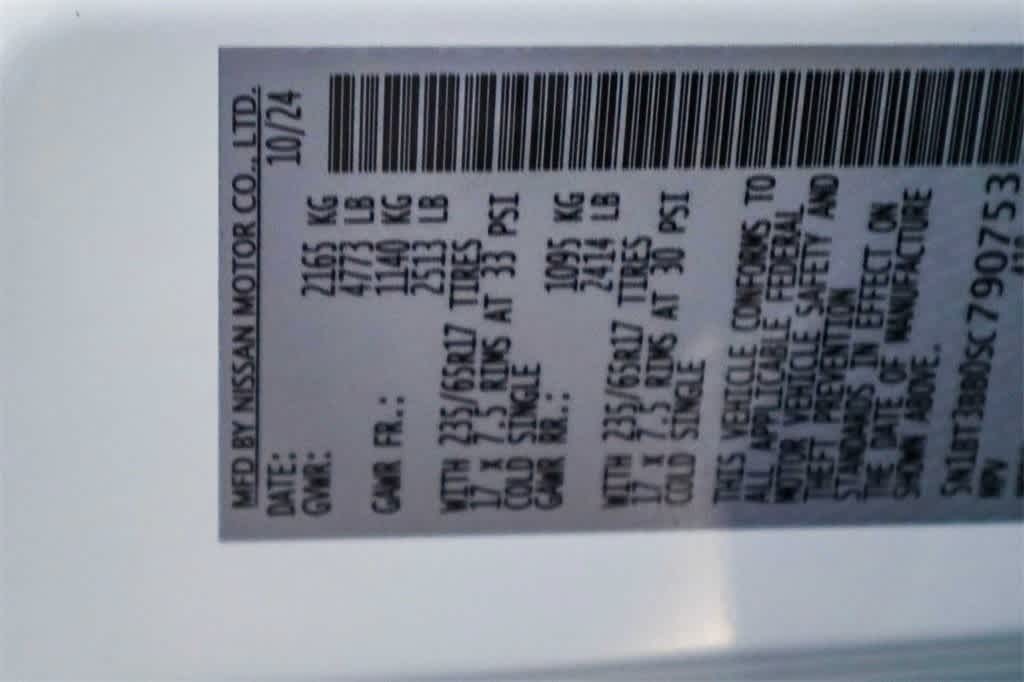 MFD BY NISSAN MOTOR CO., LTD.
DATE: 10/24
GVWR: 2165 KG
4773 LB
GAWR FR.: 1140 KG
2513 LB
WITH 235/65R17 TIRES
17 X 7.5 RIMS AT 33 PSI
COLD SINGLE
GAWR RR.: 1095 KG
2414 LB
WITH 235/65R17 TIRES
17 X 7.5 RIMS AT 30 PSI
COLD SINGLE
THIS VEHICLE CONFORMS TO
ALL APPLICABLE FEDERAL
MOTOR VEHICLE SAFETY AND
THEFT PREVENTION
STANDARDS IN EFFECT ON
THE DATE OF MANUFACTURE
SHOWN ABOVE.
5N1BT3BB0SC790753
MPV